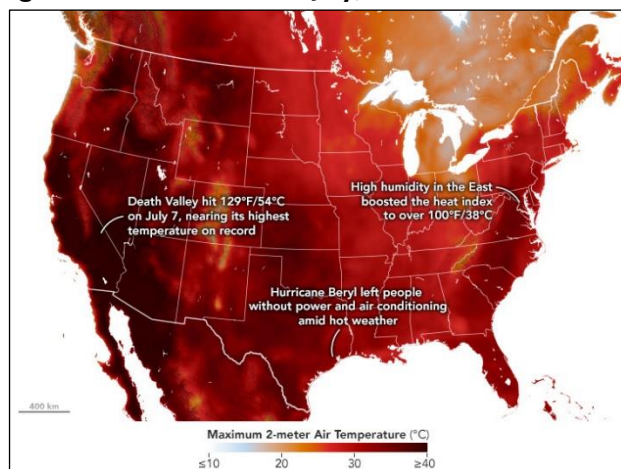 Death Valley hit 129°F/54°C
on July 7, nearing its highest
temperature on record
High humidity in the East
boosted the heat index
to over 100°F/38°C
Hurricane Beryl left people
without power and air conditioning
amid hot weather
400 km
Maximum 2-meter Air Temperature (°C)
≤10 20 30 ≥40